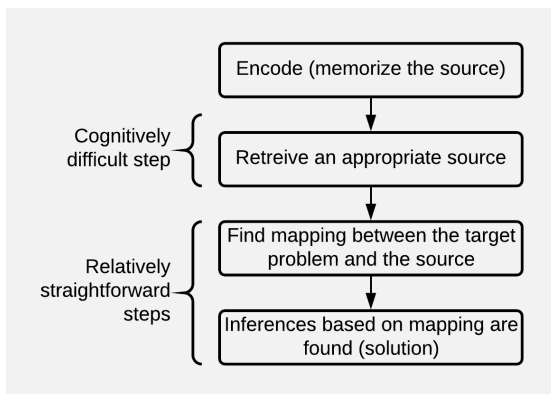 Encode (memorize the source)
Cognitively
difficult step
Retreive an appropriate source
Find mapping between the target
problem and the source
Relatively
straightforward
steps
Inferences based on mapping are
found (solution)